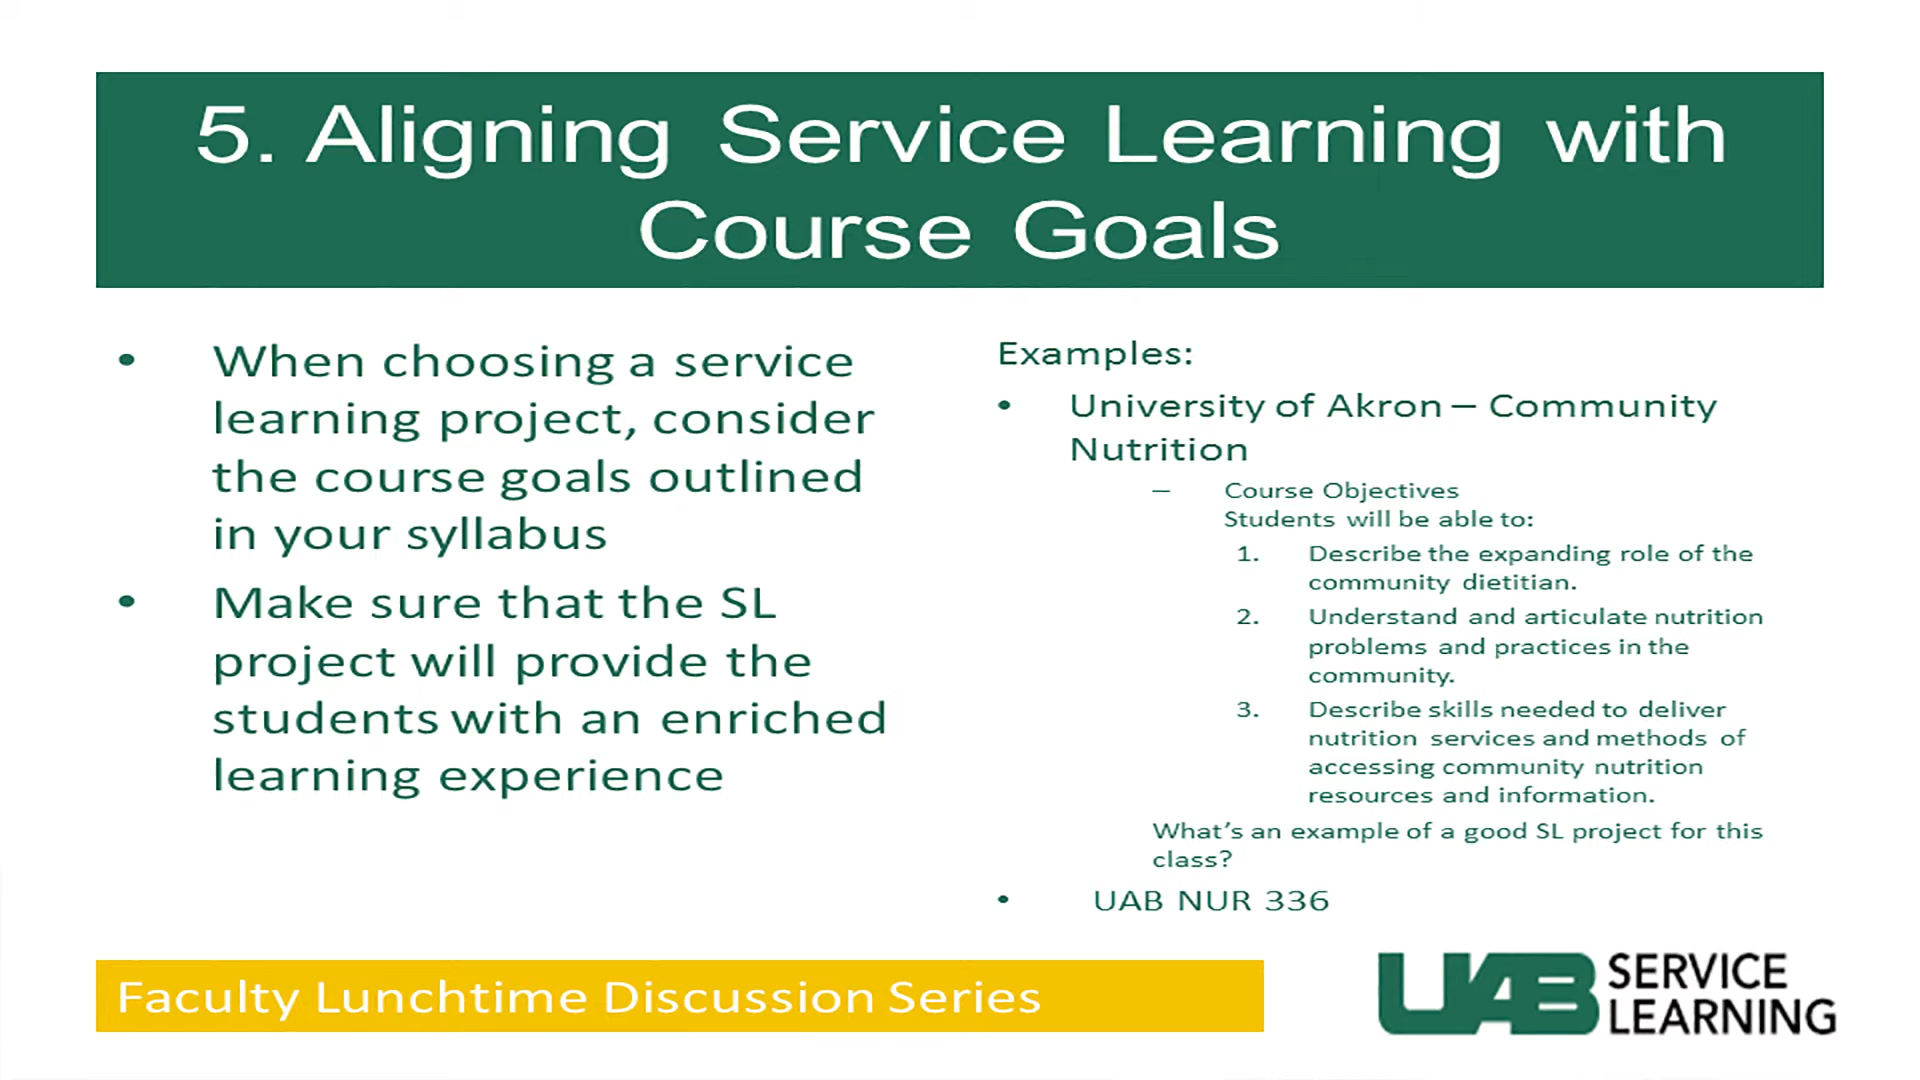 5. Aligning Service Learning with
Course Goals
• When choosing a service
learning project, consider
the course goals outlined
in your syllabus
• Make sure that the SL
project will provide the
students with an enriched
learning experience
Examples:
• University of Akron – Community
Nutrition
– Course Objectives
Students will be able to:
1. Describe the expanding role of the
community dietitian.
2. Understand and articulate nutrition
problems and practices in the
community.
3. Describe skills needed to deliver
nutrition services and methods of
accessing community nutrition
resources and information.
What's an example of a good SL project for this
class?
• UAB NUR 336
Faculty Lunchtime Discussion Series
UAB SERVICE
LEARNING